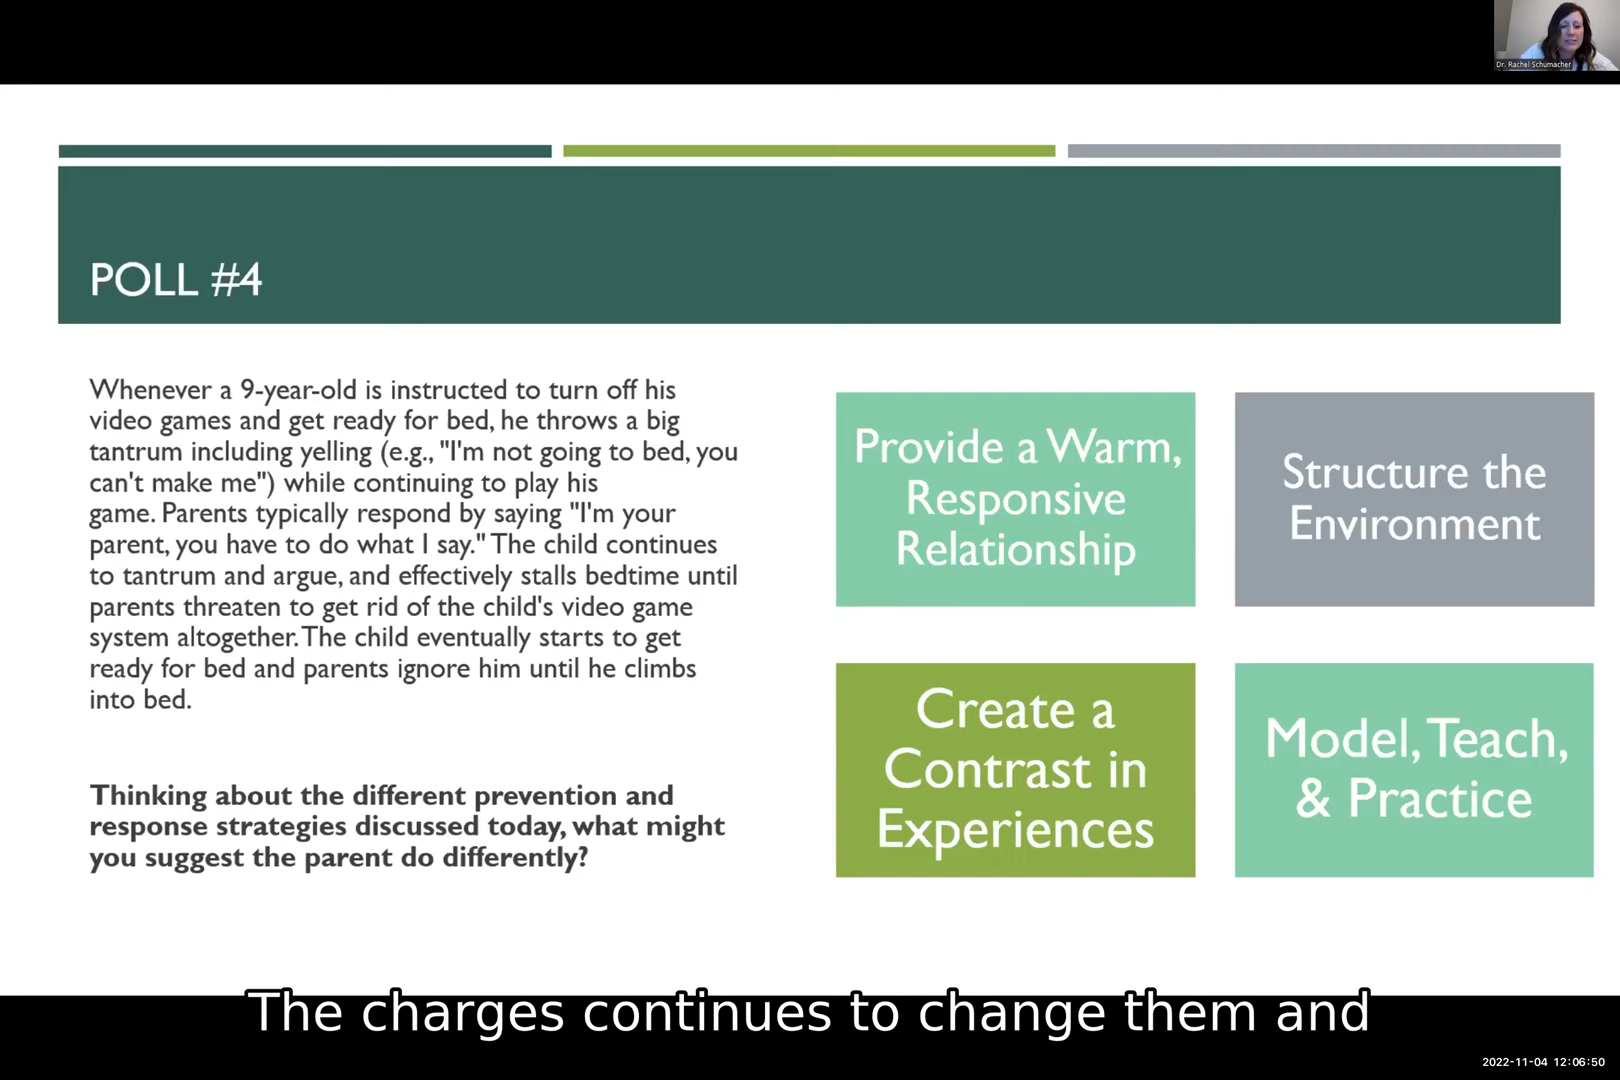 Dr. Rachel Schumacher
POLL #4
Whenever a 9-year-old is instructed to turn off his
video games and get ready for bed, he throws a big
tantrum including yelling (e.g., "I'm not going to bed, you
can't make me") while continuing to play his
game. Parents typically respond by saying "I'm your
parent, you have to do what I say." The child continues
to tantrum and argue, and effectively stalls bedtime until
parents threaten to get rid of the child's video game
system altogether. The child eventually starts to get
ready for bed and parents ignore him until he climbs
into bed.
Thinking about the different prevention and
response strategies discussed today, what might
you suggest the parent do differently?
Provide a Warm,
Responsive
Relationship
Structure the
Environment
Create a
Contrast in
Experiences
Model, Teach,
& Practice
The charges continues to change them and
2022-11-04 12:06:50